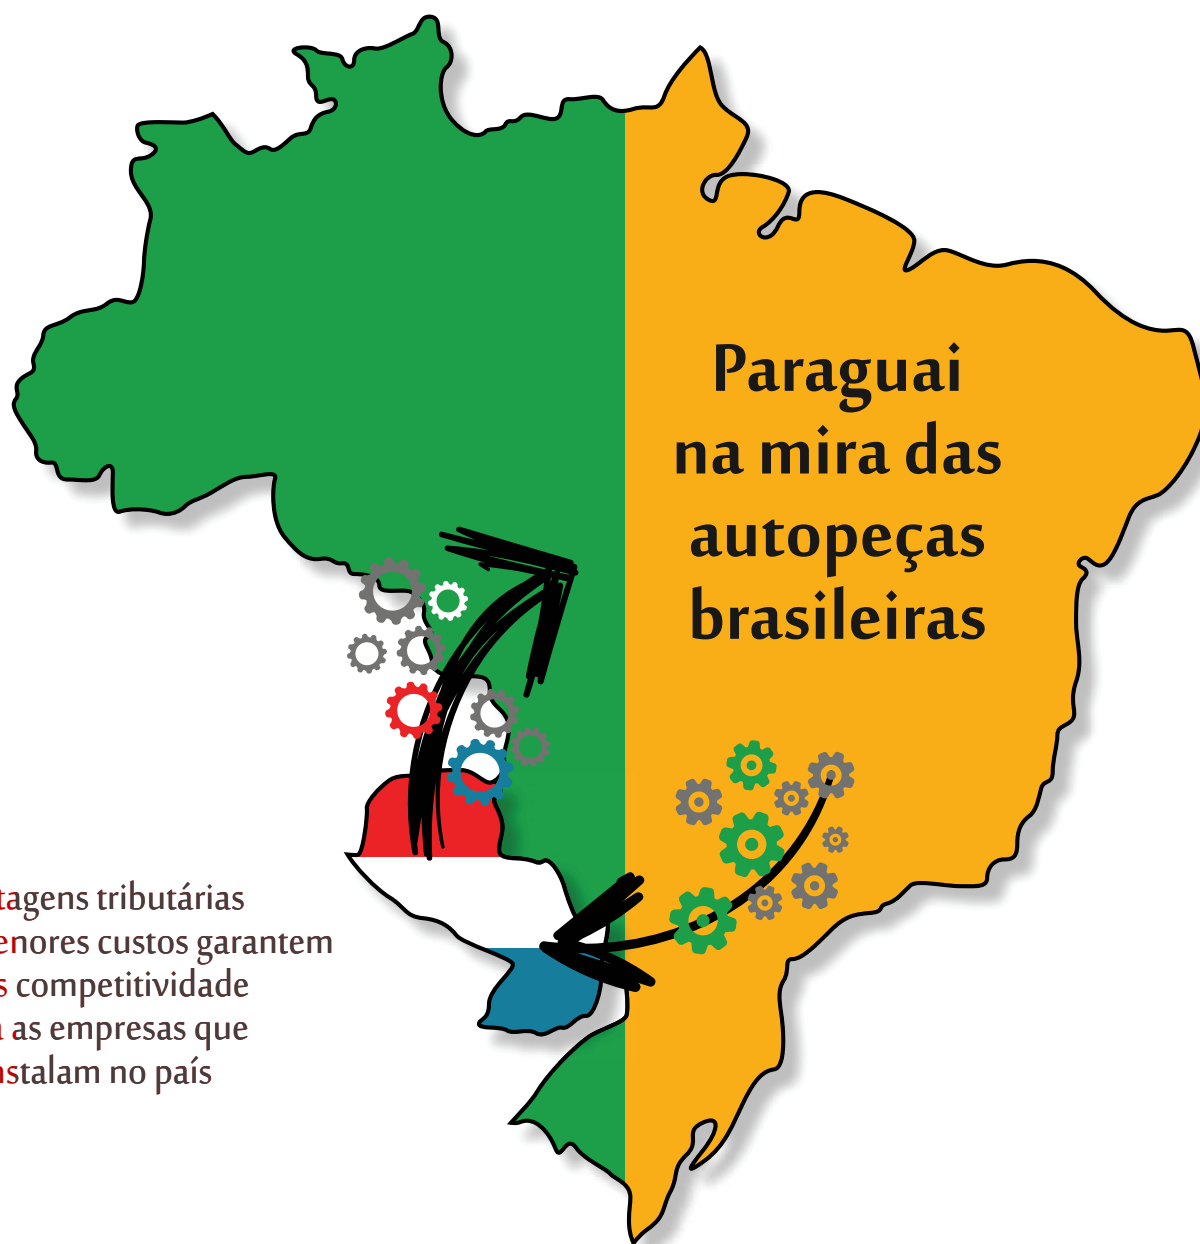 Paraguai
na mira das
autopeças
brasileiras
tagens tributárias
enores custos garantem
s competitividade
a as empresas que
nstalam no país